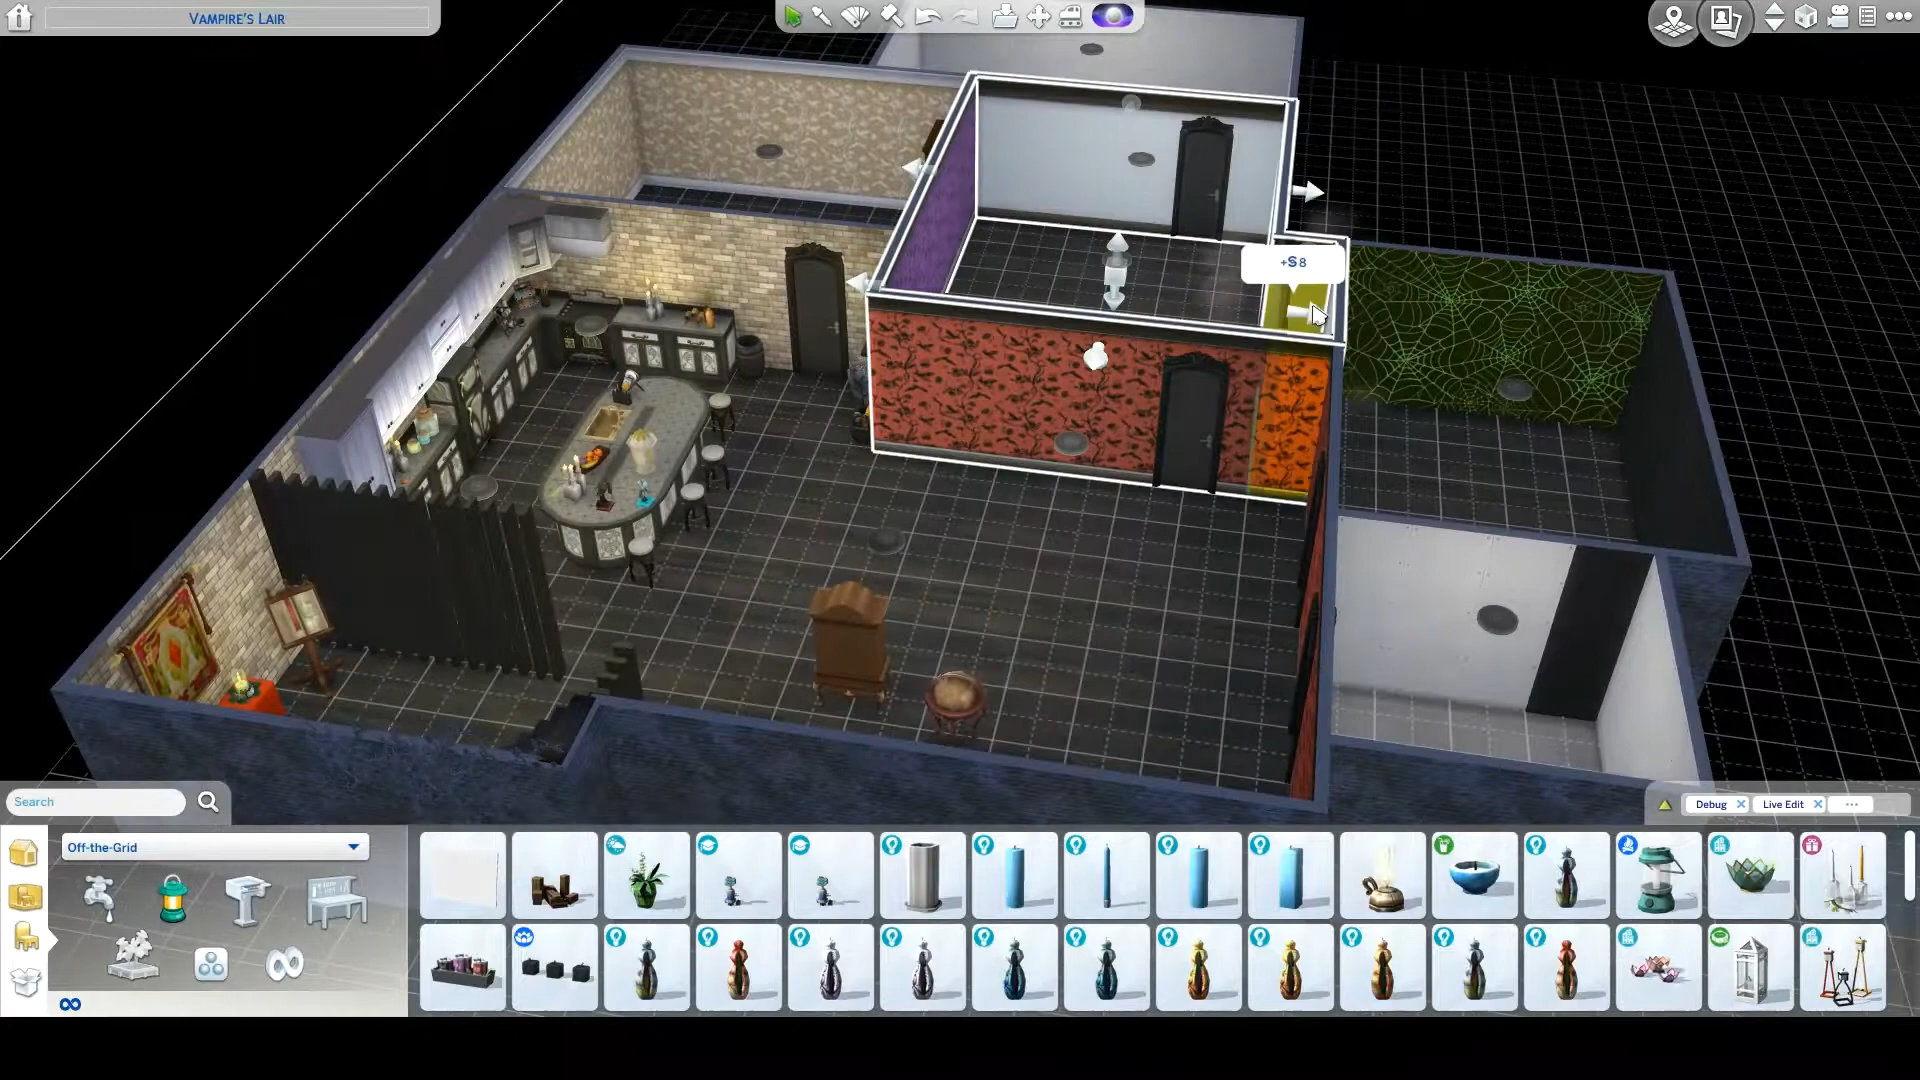 VAMPIRE'S LAIR
+§8
Search
Debug
Live Edit
Off-the-Grid